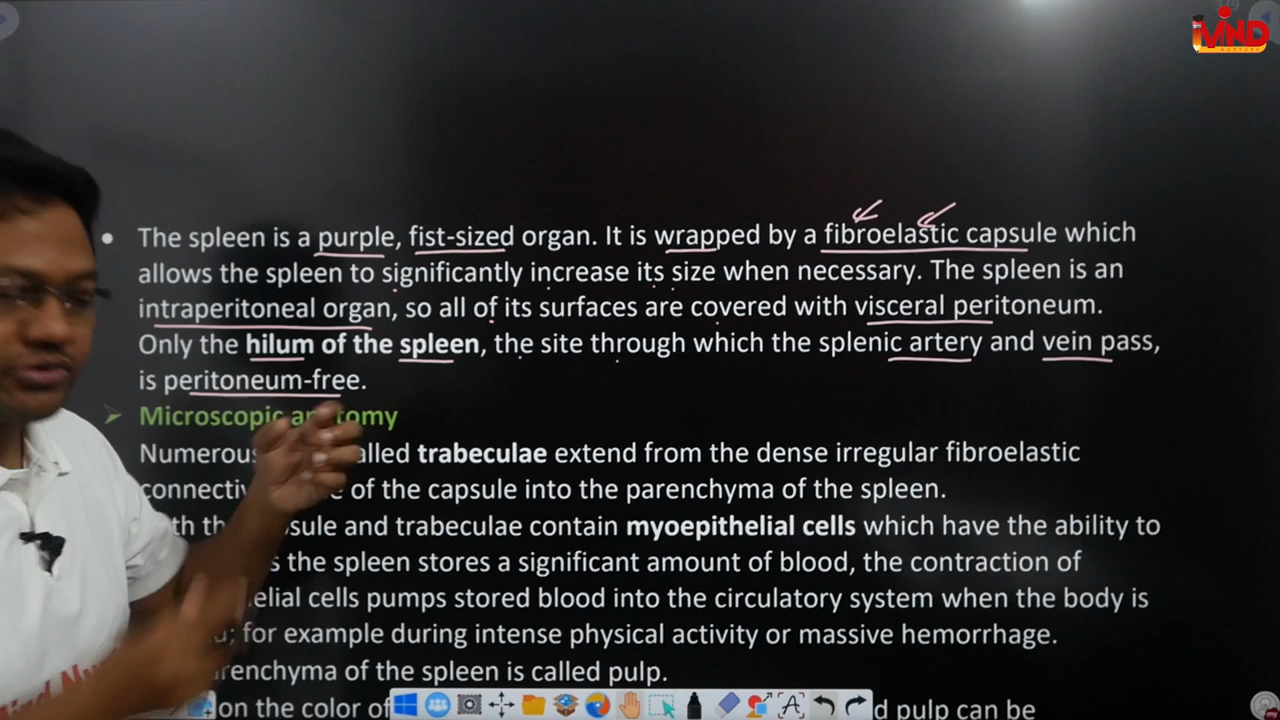 MIND
NURTURE
The spleen is a purple, fist-sized organ. It is wrapped by a fibroelastic capsule which
allows the spleen to significantly increase its size when necessary. The spleen is an
intraperitoneal organ, so all of its surfaces are covered with visceral peritoneum.
Only the hilum of the spleen, the site through which the splenic artery and vein pass,
is peritoneum-free.
Microscopic anatomy
Numerous alled trabeculae extend from the dense irregular fibroelastic
connectiv of the capsule into the parenchyma of the spleen.
sule and trabeculae contain myoepithelial cells which have the ability to
the spleen stores a significant amount of blood, the contraction of
elial cells pumps stored blood into the circulatory system when the body is
; for example during intense physical activity or massive hemorrhage.
renchyma of the spleen is called pulp.
on the color of d pulp can be